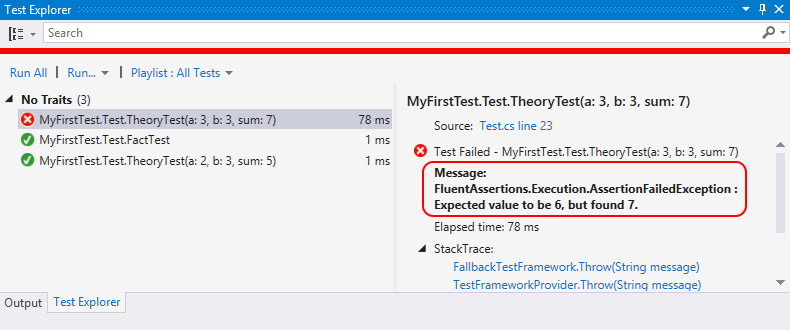 Test Explorer
Search
Run All | Run... | Playlist : All Tests
No Traits (3)
MyFirstTest.Test.TheoryTest(a: 3, b: 3, sum: 7) 78 ms
MyFirstTest.Test.FactTest 1 ms
MyFirstTest.Test.TheoryTest(a: 2, b: 3, sum: 5) 1 ms
MyFirstTest.Test.TheoryTest(a: 3, b: 3, sum: 7)
Source: Test.cs line 23
Test Failed - MyFirstTest.Test.TheoryTest(a: 3, b: 3, sum: 7)
Message:
FluentAssertions.Execution.AssertionFailedException :
Expected value to be 6, but found 7.
Elapsed time: 78 ms
StackTrace:
FallbackTestFramework.Throw(String message)
TestFrameworkProvider.Throw(String message)
Output Test Explorer